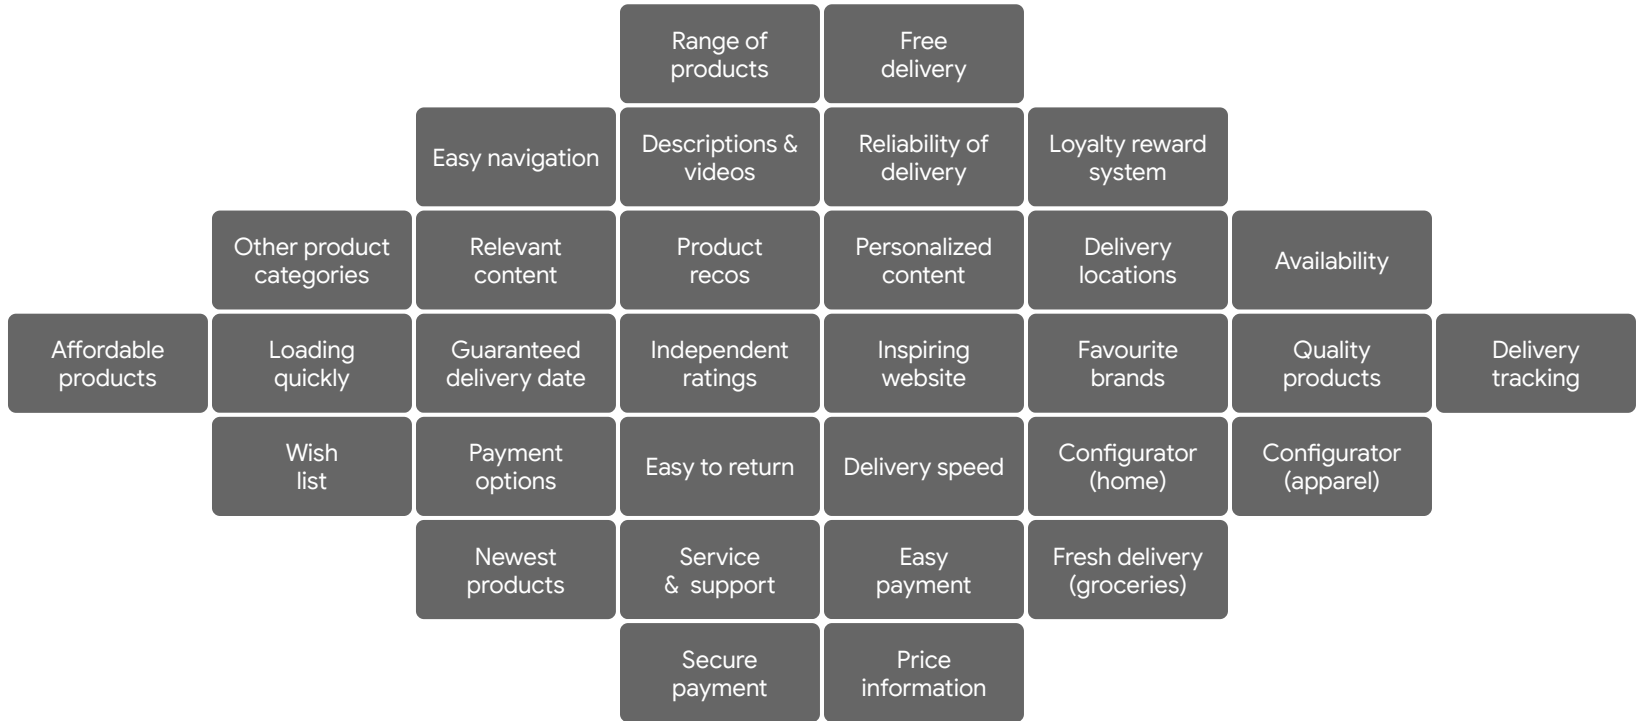 Range of
products
Free
delivery
Easy navigation
Descriptions &
videos
Reliability of
delivery
Loyalty reward
system
Other product
categories
Relevant
content
Product
recos
Personalized
content
Delivery
locations
Availability
Affordable
products
Loading
quickly
Guaranteed
delivery date
Independent
ratings
Inspiring
website
Favourite
brands
Quality
products
Delivery
tracking
Wish
list
Payment
options
Easy to return
Delivery speed
Configurator
(home)
Configurator
(apparel)
Newest
products
Service
& support
Easy
payment
Fresh delivery
(groceries)
Secure
payment
Price
information